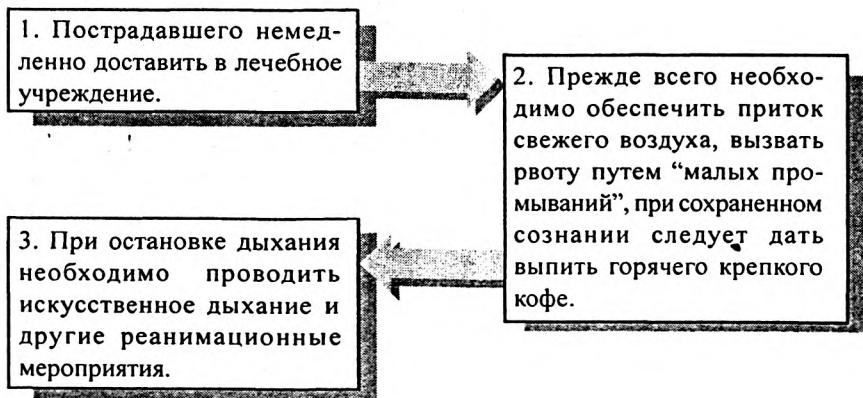 1. Пострадавшего немед-
ленно доставить в лечебное
учреждение.
2. Прежде всего необхо-
димо обеспечить приток
свежего воздуха, вызвать
рвоту путем “малых про-
мываний”, при сохраненном
сознании следует дать
выпить горячего крепкого
кофе.
3. При остановке дыхания
необходимо проводить
искусственное дыхание и
другие реанимационные
мероприятия.